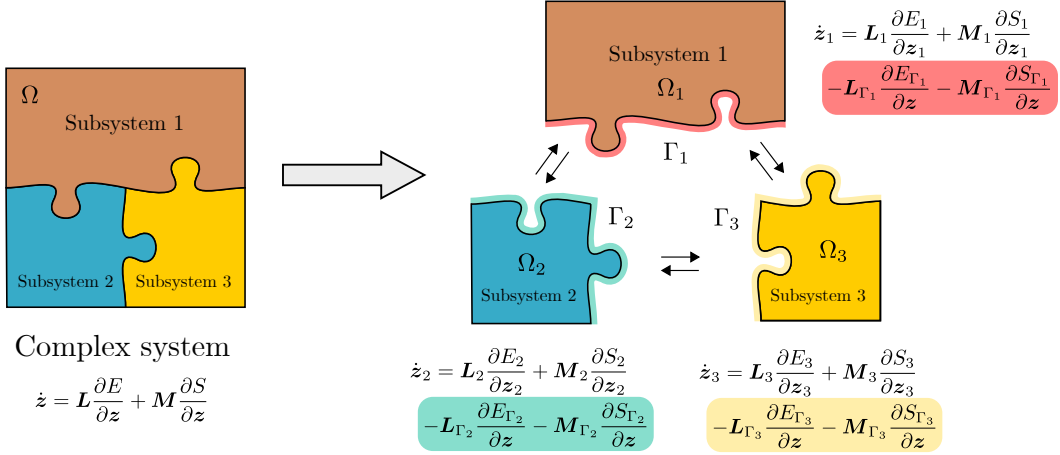 Ω
Subsystem 1
Subsystem 2
Subsystem 3
Complex system
ż = L ∂E/∂z + M ∂S/∂z
Subsystem 1
Ω₁
Γ₁
ż₁ = L₁ ∂E₁/∂z₁ + M₁ ∂S₁/∂z₁
−L_Γ₁ ∂E_Γ₁/∂z − M_Γ₁ ∂S_Γ₁/∂z
Γ₂
Ω₂
Subsystem 2
ż₂ = L₂ ∂E₂/∂z₂ + M₂ ∂S₂/∂z₂
−L_Γ₂ ∂E_Γ₂/∂z − M_Γ₂ ∂S_Γ₂/∂z
Γ₃
Ω₃
Subsystem 3
ż₃ = L₃ ∂E₃/∂z₃ + M₃ ∂S₃/∂z₃
−L_Γ₃ ∂E_Γ₃/∂z − M_Γ₃ ∂S_Γ₃/∂z